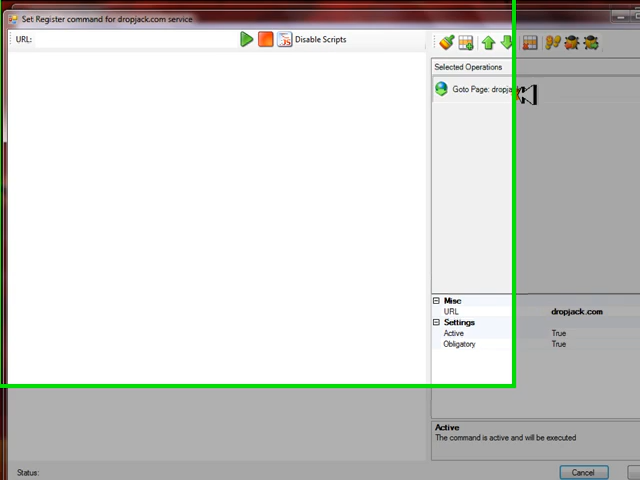 Set Register command for dropjack.com service
URL:
Disable Scripts
Selected Operations
Goto Page: dropjack
Misc
URL dropjack.com
Settings
Active True
Obligatory True
Active
The command is active and will be executed
Status:
Cancel